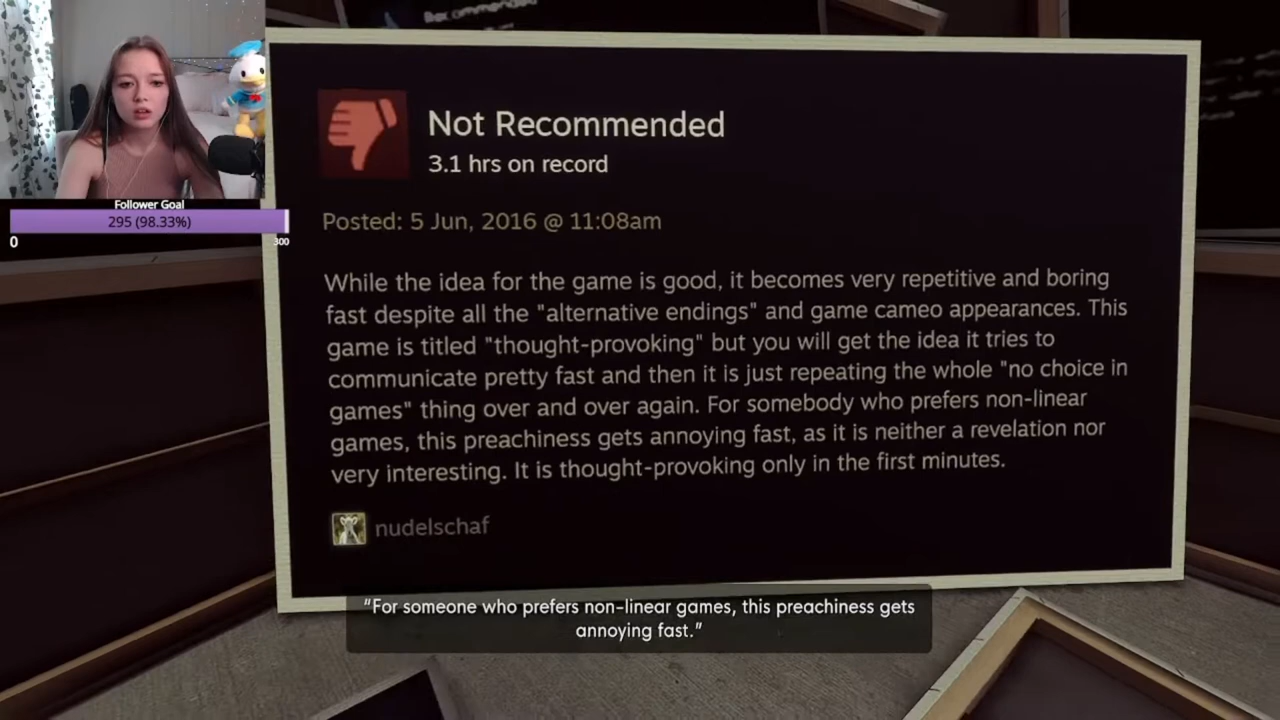 Recommended
Not Recommended
3.1 hrs on record
Posted: 5 Jun, 2016 @ 11:08am
Follower Goal
295 (98.33%)
0
300
While the idea for the game is good, it becomes very repetitive and boring
fast despite all the "alternative endings" and game cameo appearances. This
game is titled "thought-provoking" but you will get the idea it tries to
communicate pretty fast and then it is just repeating the whole "no choice in
games" thing over and over again. For somebody who prefers non-linear
games, this preachiness gets annoying fast, as it is neither a revelation nor
very interesting. It is thought-provoking only in the first minutes.
nudelschaf
"For someone who prefers non-linear games, this preachiness gets
annoying fast."